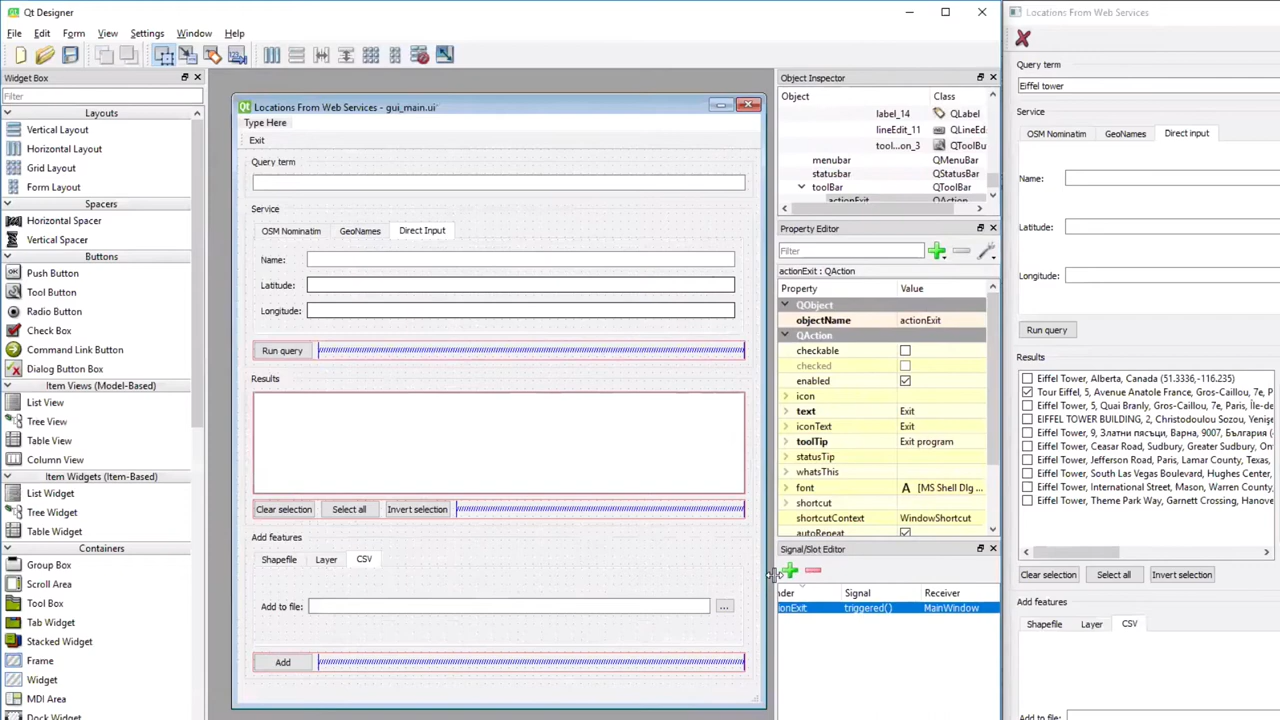 Qt Designer
File Edit Form View Settings Window Help
Widget Box
Filter
Layouts
Vertical Layout
Horizontal Layout
Grid Layout
Form Layout
Spacers
Horizontal Spacer
Vertical Spacer
Buttons
Push Button
Tool Button
Radio Button
Check Box
Command Link Button
Dialog Button Box
Item Views (Model-Based)
List View
Tree View
Table View
Column View
Item Widgets (Item-Based)
List Widget
Tree Widget
Table Widget
Containers
Group Box
Scroll Area
Tool Box
Tab Widget
Stacked Widget
Frame
Widget
MDI Area
Dock Widget
Locations From Web Services - gui_main.ui*
Type Here
Exit
Query term
Service
OSM Nominatim GeoNames Direct Input
Name:
Latitude:
Longitude:
Run query
Results
Clear selection Select all Invert selection
Add features
Shapefile Layer CSV
Add to file: ...
Add
Object Inspector
Object Class
label_14 QLabel
lineEdit_11 QLineEd.
tool...on_3 QToolBu
menubar QMenuBar
statusbar QStatusBar
toolBar QToolBar
actionExit QAction
Property Editor
Filter
actionExit : QAction
Property Value
QObject
objectName actionExit
QAction
checkable
checked
enabled
icon
text Exit
iconText Exit
toolTip Exit program
statusTip
whatsThis
font A [MS Shell Dlg ...
shortcut
shortcutContext WindowShortcut
autoRepeat
Signal/Slot Editor
nder Signal Receiver
ionExit triggered() MainWindow
Locations From Web Services
Query term
Eiffel tower
Service
OSM Nominatim GeoNames Direct input
Name:
Latitude:
Longitude:
Run query
Results
Eiffel Tower, Alberta, Canada (51.3336,-116.235)
Tour Eiffel, 5, Avenue Anatole France, Gros-Caillou, 7e, P
Eiffel Tower, 5, Quai Branly, Gros-Caillou, 7e, Paris, Île-de-
EIFFEL TOWER BUILDING, 2, Christodoulou Sozou, Yenişe
Eiffel Tower, 9, Златни пясъци, Варна, 9007, България (
Eiffel Tower, Ceasar Road, Sudbury, Greater Sudbury, On
Eiffel Tower, Jefferson Road, Paris, Lamar County, Texas,
Eiffel Tower, South Las Vegas Boulevard, Hughes Center,
Eiffel Tower, International Street, Mason, Warren County
Eiffel Tower, Theme Park Way, Garnett Crossing, Hanove
Clear selection Select all Invert selection
Add features
Shapefile Layer CSV
Add to file: